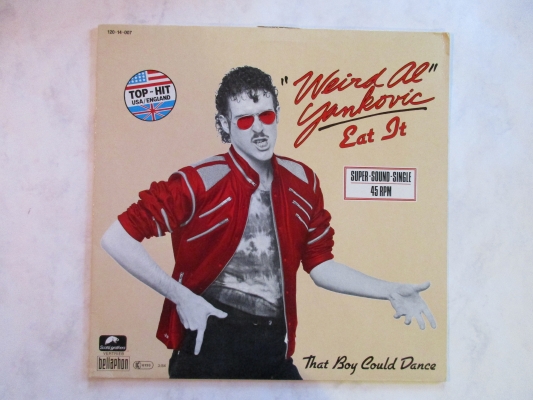 120·14·007
TOP-HIT
USA/ENGLAND
"Weird Al"
Yankovic
Eat It
SUPER-SOUND-SINGLE
45 RPM
That Boy Could Dance
bellaphon